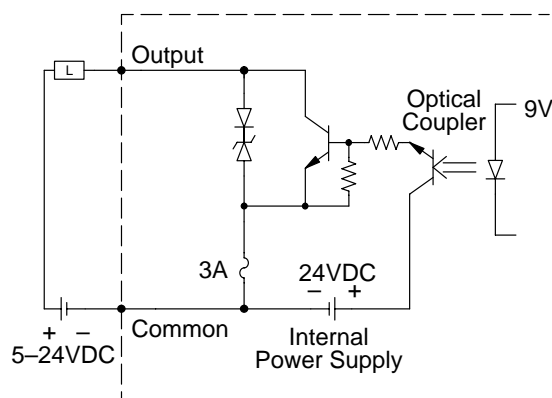 Output
L
Optical
Coupler
9V
3A
24VDC
– +
+ –
Common
5–24VDC
Internal
Power Supply